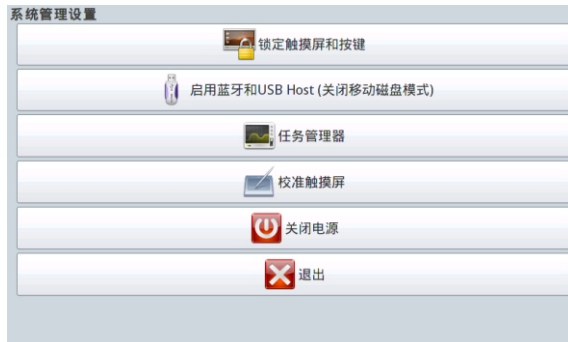 系统管理设置
锁定触摸屏和按键
启用蓝牙和USB Host (关闭移动磁盘模式)
任务管理器
校准触摸屏
关闭电源
退出